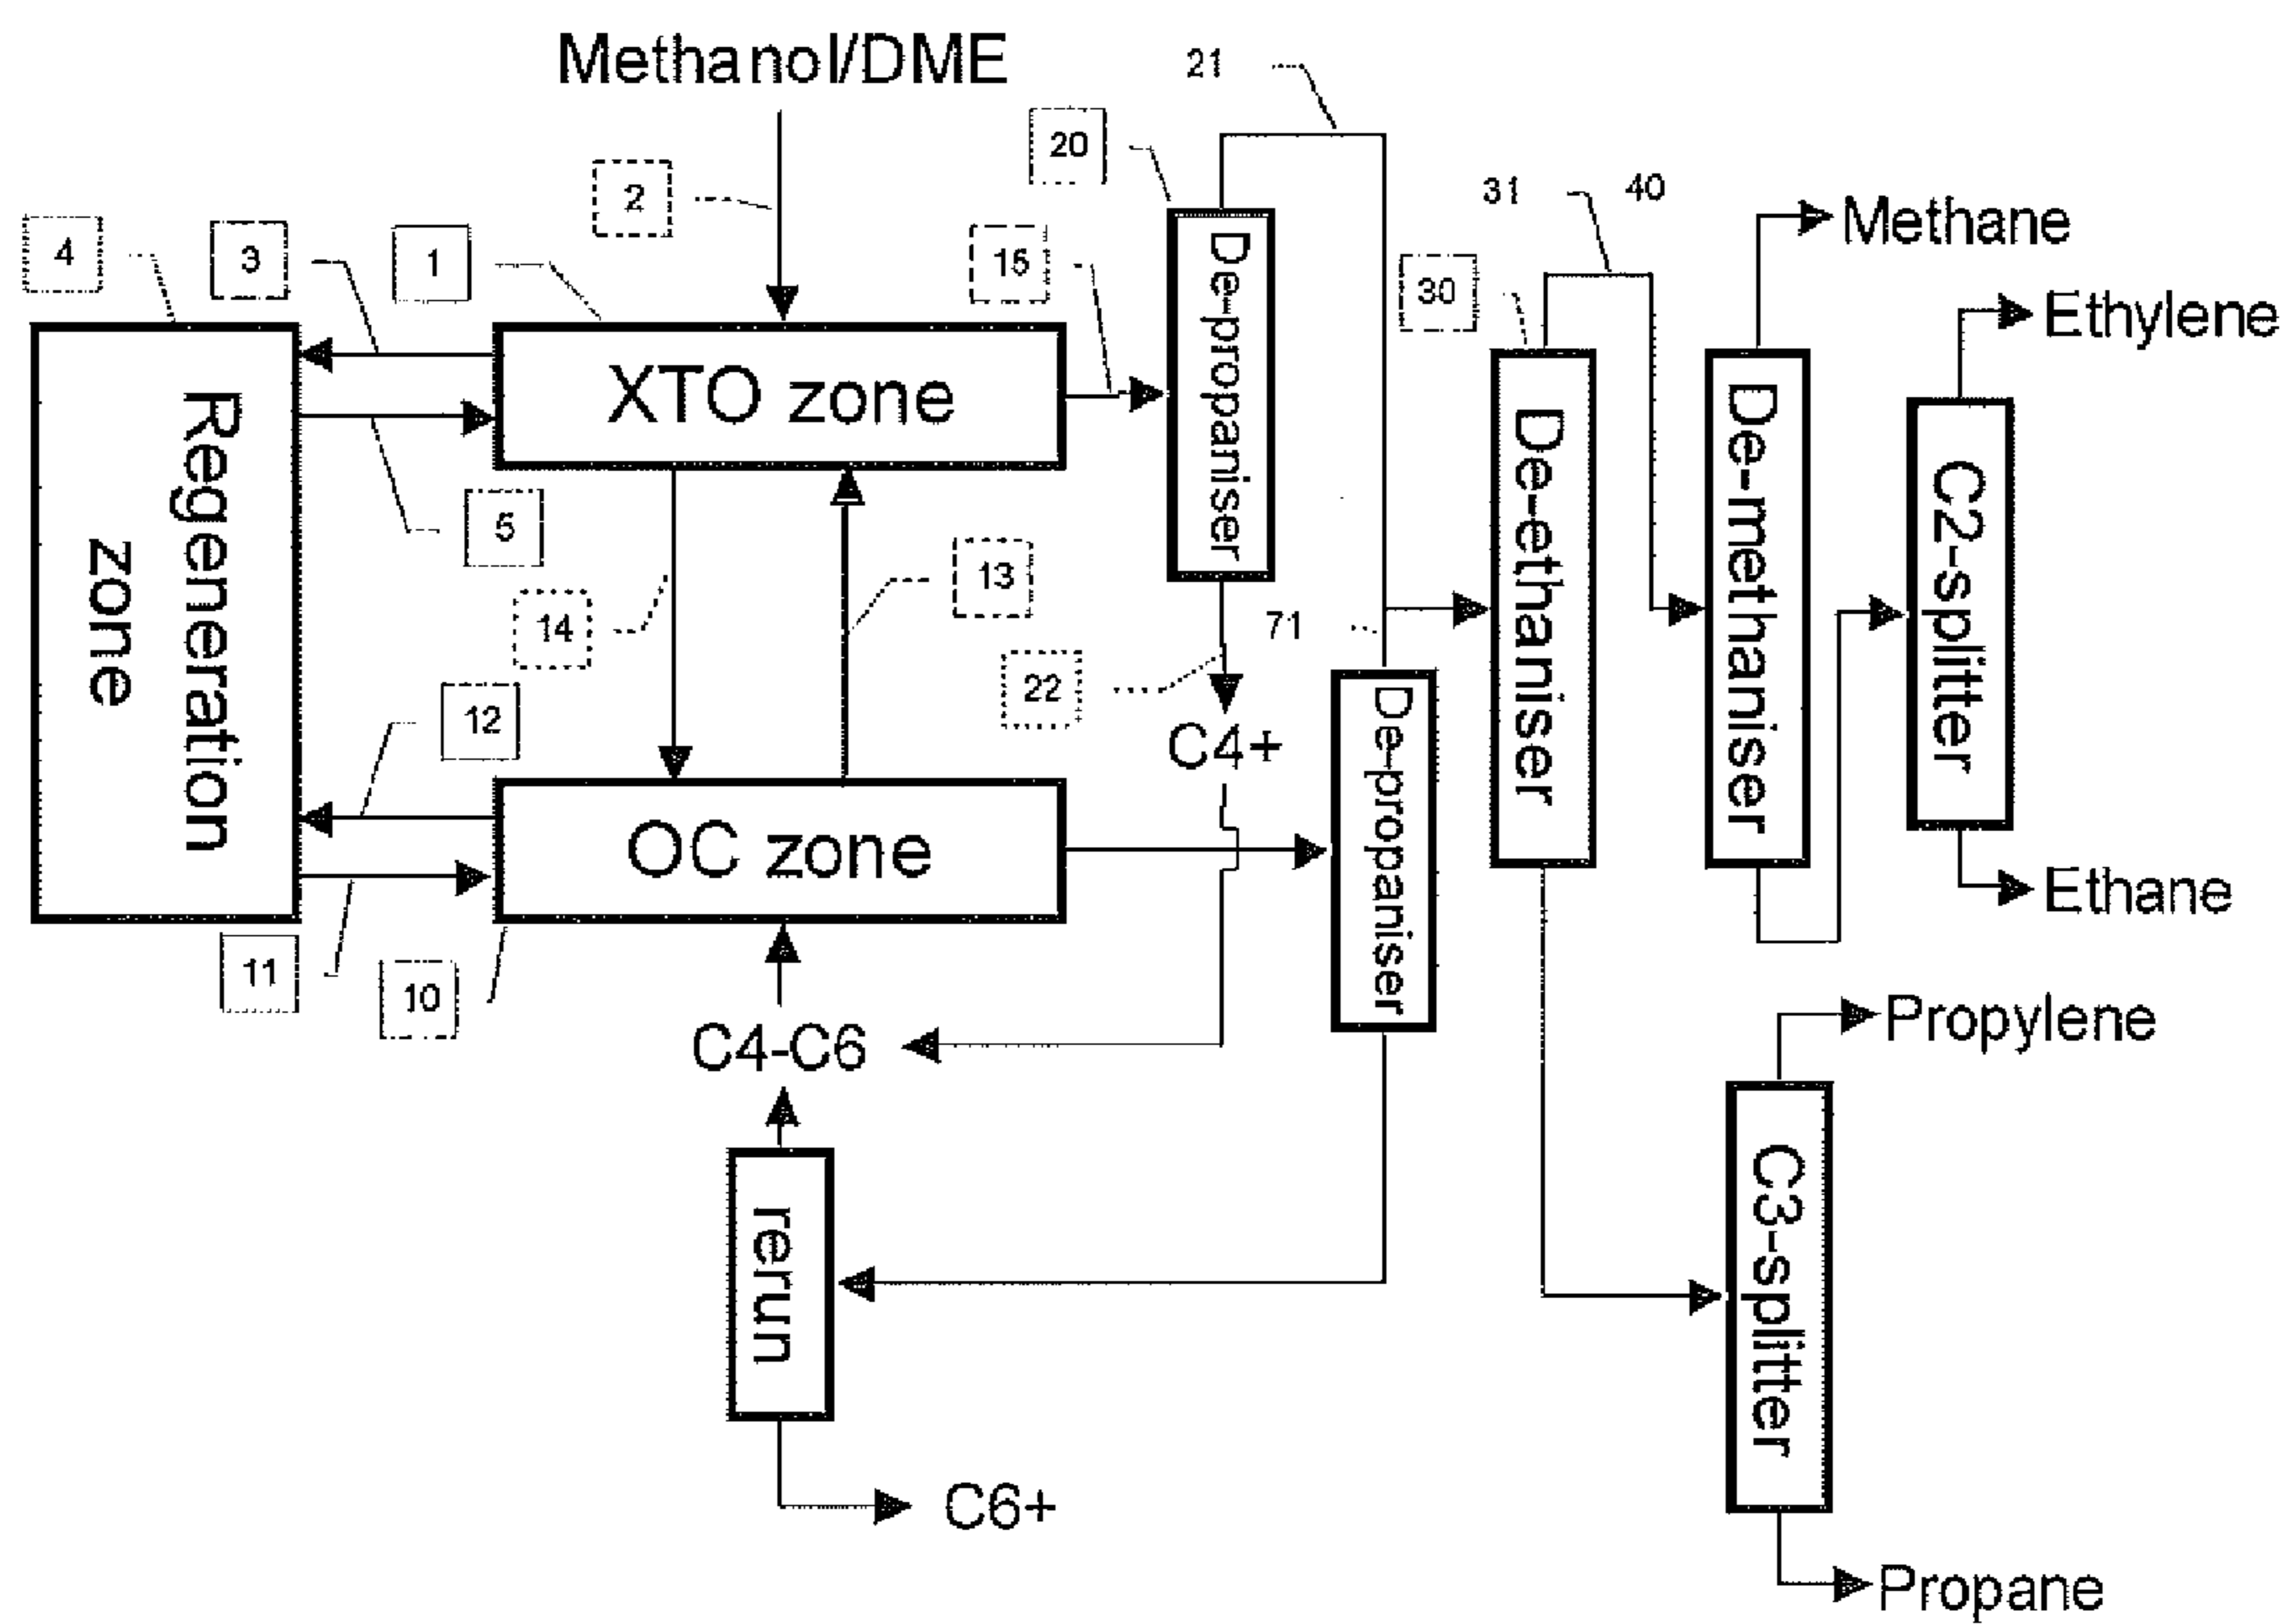 Methanol/DME
21
20
2
31
40
Methane
4
3
1
15
30
Ethylene
De-propaniser
XTO zone
Regeneration
zone
De-ethaniser
De-methaniser
C2-splitter
5
13
14
71
22
12
C4+
De-propaniser
OC zone
Ethane
11
10
C4-C6
Propylene
rerun
C3-splitter
C6+
Propane